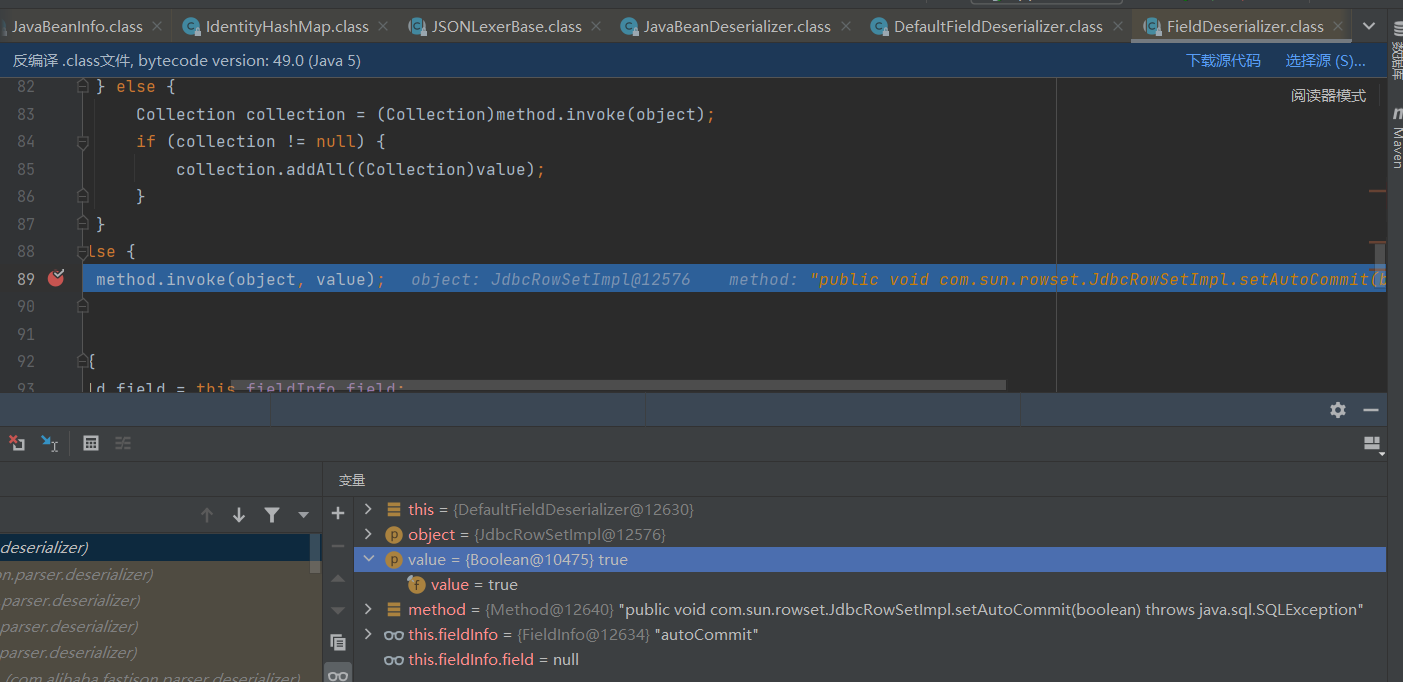 JavaBeanInfo.class IdentityHashMap.class JSONLexerBase.class JavaBeanDeserializer.class DefaultFieldDeserializer.class FieldDeserializer.class
反编译 .class文件, bytecode version: 49.0 (Java 5) 下载源代码 选择源 (S)...
数据库
Maven
阅读器模式
82 } else {
83 Collection collection = (Collection)method.invoke(object);
84 if (collection != null) {
85 collection.addAll((Collection)value);
86 }
87 }
88 lse {
89 method.invoke(object, value); object: JdbcRowSetImpl@12576 method: "public void com.sun.rowset.JdbcRowSetImpl.setAutoCommit(b
90
91
92 {
93 ld field = this.fieldInfo.field;
变量
deserializer)
on.parser.deserializer)
.parser.deserializer)
parser.deserializer)
parser.deserializer)
(com.alibaba.fastjson.parser.deserializer)
this = {DefaultFieldDeserializer@12630}
object = {JdbcRowSetImpl@12576}
value = {Boolean@10475} true
value = true
method = {Method@12640} "public void com.sun.rowset.JdbcRowSetImpl.setAutoCommit(boolean) throws java.sql.SQLException"
this.fieldInfo = {FieldInfo@12634} "autoCommit"
this.fieldInfo.field = null